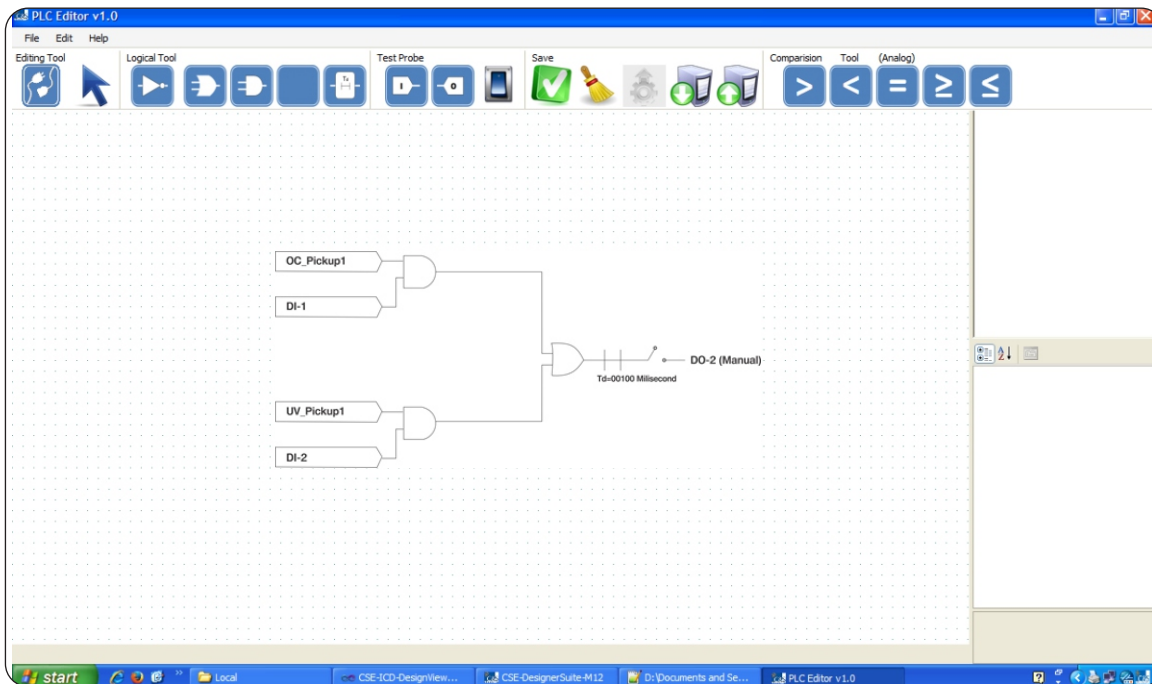 PLC Editor v1.0
File Edit Help
Editing Tool Logical Tool Test Probe Save Comparision Tool (Analog)
Td I O > < = ≥ ≤
OC_Pickup1
DI-1
DO-2 (Manual)
Td=00100 Milisecond
UV_Pickup1
DI-2
start Local CSE-ICD-DesignView... CSE-DesignerSuite-M12 D:\Documents and Se... PLC Editor v1.0